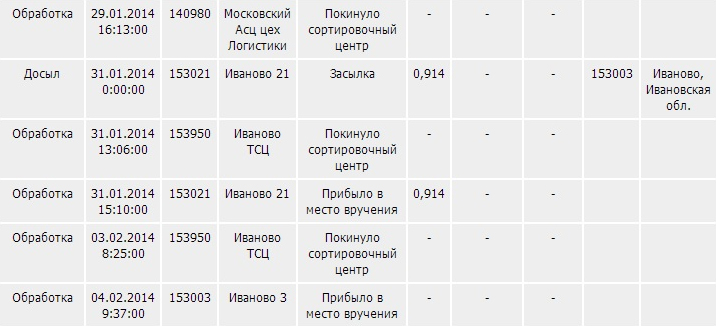 Обработка 29.01.2014 16:13:00 140980 Московский Асц цех Логистики Покинуло сортировочный центр - - -
Досыл 31.01.2014 0:00:00 153021 Иваново 21 Засылка 0,914 - - 153003 Иваново, Ивановская обл.
Обработка 31.01.2014 13:06:00 153950 Иваново ТСЦ Покинуло сортировочный центр - - -
Обработка 31.01.2014 15:10:00 153021 Иваново 21 Прибыло в место вручения 0,914 - -
Обработка 03.02.2014 8:25:00 153950 Иваново ТСЦ Покинуло сортировочный центр - - -
Обработка 04.02.2014 9:37:00 153003 Иваново 3 Прибыло в место вручения - - -